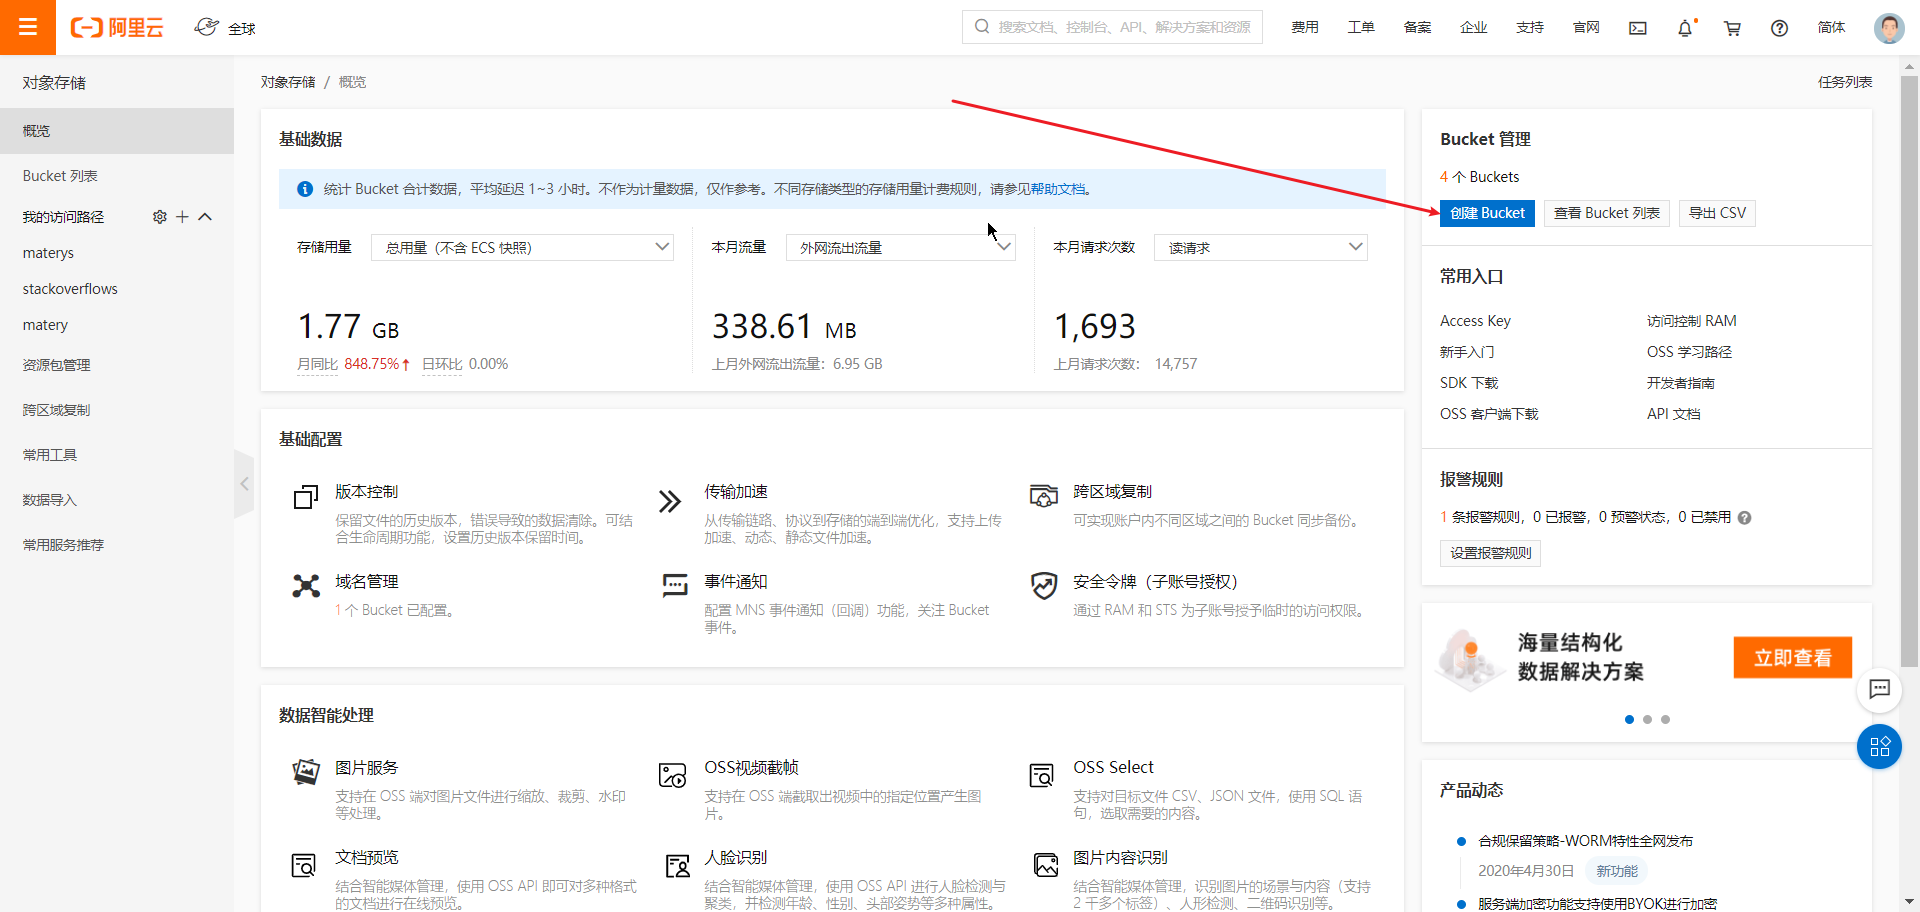 阿里云
全球
搜索文档、控制台、API、解决方案和资源
费用
工单
备案
企业
支持
官网
简体
对象存储
概览
Bucket 列表
我的访问路径
materys
stackoverflows
matery
资源包管理
跨区域复制
常用工具
数据导入
常用服务推荐
对象存储 / 概览
任务列表
基础数据
统计 Bucket 合计数据，平均延迟 1~3 小时。不作为计量数据，仅作参考。不同存储类型的存储用量计费规则，请参见帮助文档。
存储用量
总用量（不含 ECS 快照）
本月流量
外网流出流量
本月请求次数
读请求
1.77 GB
338.61 MB
1,693
月同比 848.75%↑ 日环比 0.00%
上月外网流出流量：6.95 GB
上月请求次数： 14,757
基础配置
版本控制
保留文件的历史版本，错误导致的数据清除。可结
合生命周期功能，设置历史版本保留时间。
传输加速
从传输链路、协议到存储的端到端优化，支持上传
加速、动态、静态文件加速。
跨区域复制
可实现账户内不同区域之间的 Bucket 同步备份。
域名管理
1 个 Bucket 已配置。
事件通知
配置 MNS 事件通知（回调）功能，关注 Bucket
事件。
安全令牌（子账号授权）
通过 RAM 和 STS 为子账号授予临时的访问权限。
数据智能处理
图片服务
支持在 OSS 端对图片文件进行缩放、裁剪、水印
等处理。
OSS视频截帧
支持在 OSS 端截取出视频中的指定位置产生图
片。
OSS Select
支持对目标文件 CSV、JSON 文件，使用 SQL 语
句，选取需要的内容。
文档预览
结合智能媒体管理，使用 OSS API 即可对多种格式
的文档进行在线预览。
人脸识别
结合智能媒体管理，使用 OSS API 进行人脸检测与
聚类，并检测年龄、性别、头部姿势等多种属性。
图片内容识别
结合智能媒体管理，识别图片的场景与内容（支持
2 千多个标签）、人形检测、二维码识别等。
Bucket 管理
4 个 Buckets
创建 Bucket
查看 Bucket 列表
导出 CSV
常用入口
Access Key
访问控制 RAM
新手入门
OSS 学习路径
SDK 下载
开发者指南
OSS 客户端下载
API 文档
报警规则
1 条报警规则，0 已报警，0 预警状态，0 已禁用
设置报警规则
海量结构化
数据解决方案
立即查看
产品动态
合规保留策略-WORM特性全网发布
2020年4月30日 新功能
服务端加密功能支持使用BYOK进行加密